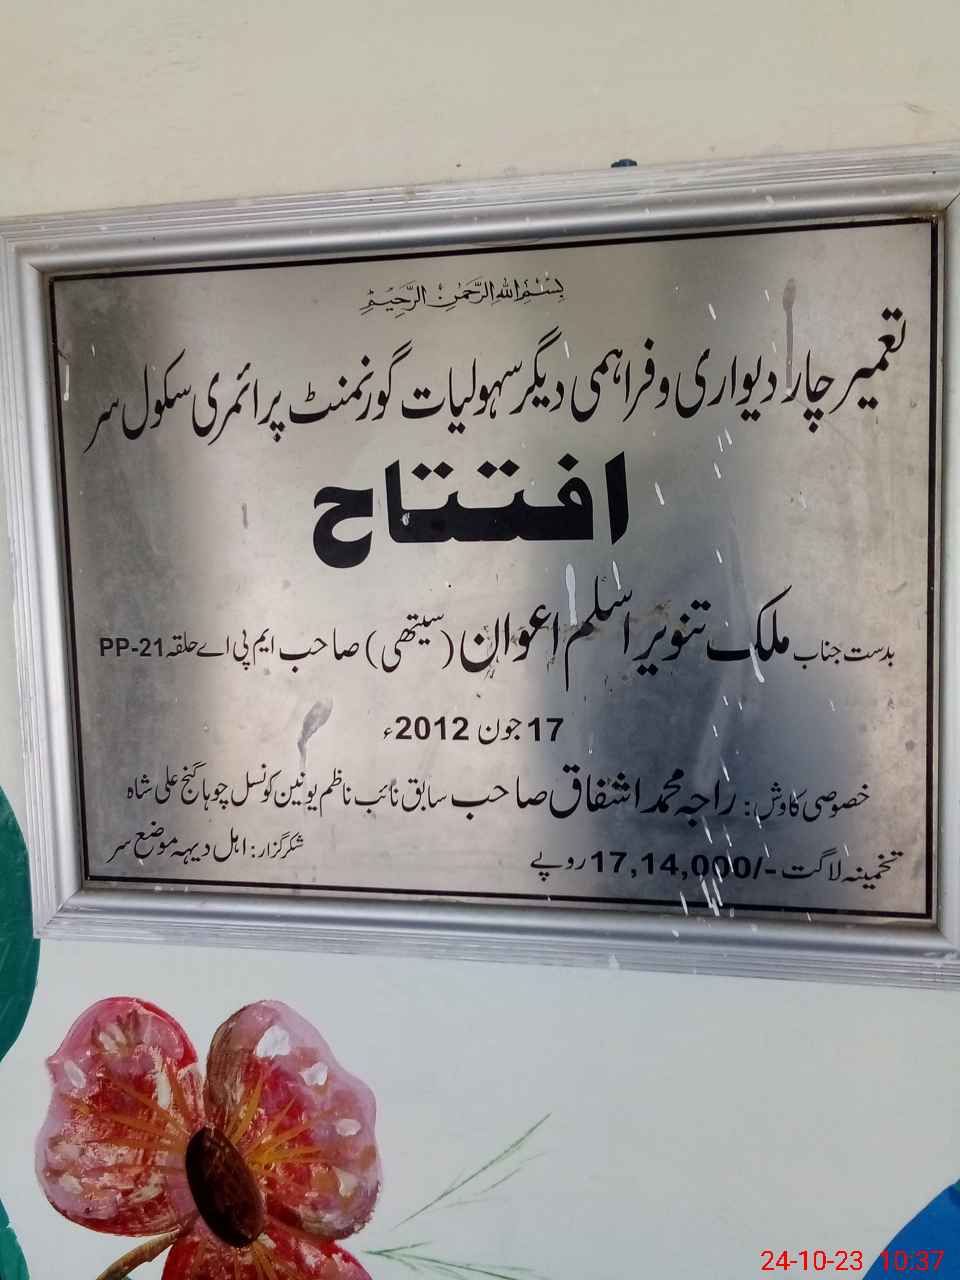 بسم الله الرحمن الرحيم
تعمیر چار دیواری و فراہمی دیگر سہولیات گورنمنٹ پرائمری سکول سر
افتتاح
بدست جناب ملک تنویر اسلم اعوان (سیتھی) صاحب ایم پی اے حلقہ PP-21
17 جون 2012ء
خصوصی کاوش: راجہ محمد اشفاق صاحب سابق نائب ناظم یونین کونسل چوہا گنج علی شاہ
تخمینہ لاگت -/17,14,000 روپے
شکر گزار: اہل دیہہ موضع سر
24-10-23 10:37